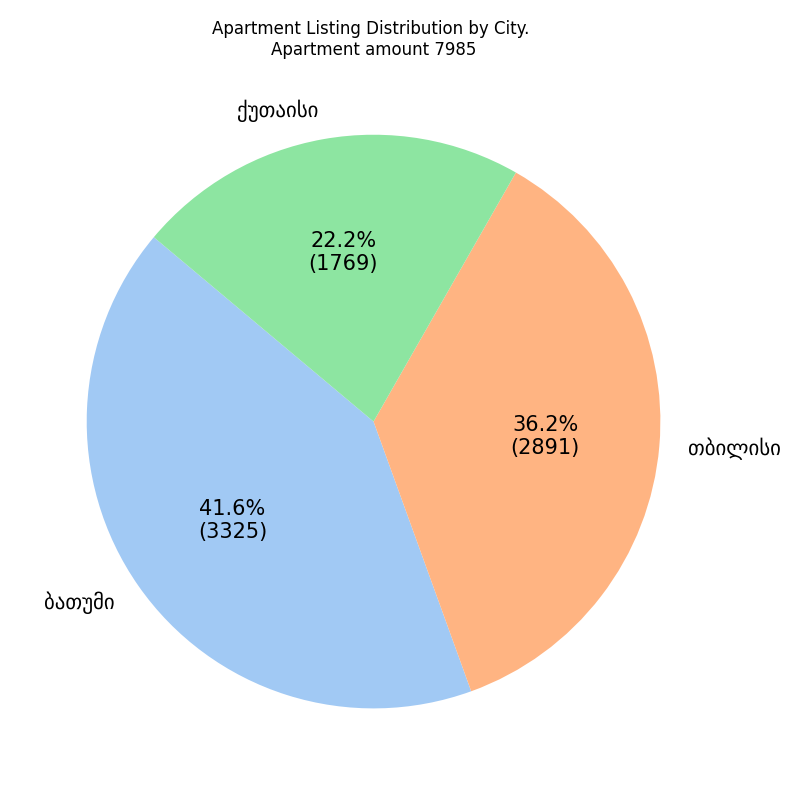 Apartment Listing Distribution by City.
Apartment amount 7985
ქუთაისი
22.2%
(1769)
36.2%
(2891)
თბილისი
41.6%
(3325)
ბათუმი